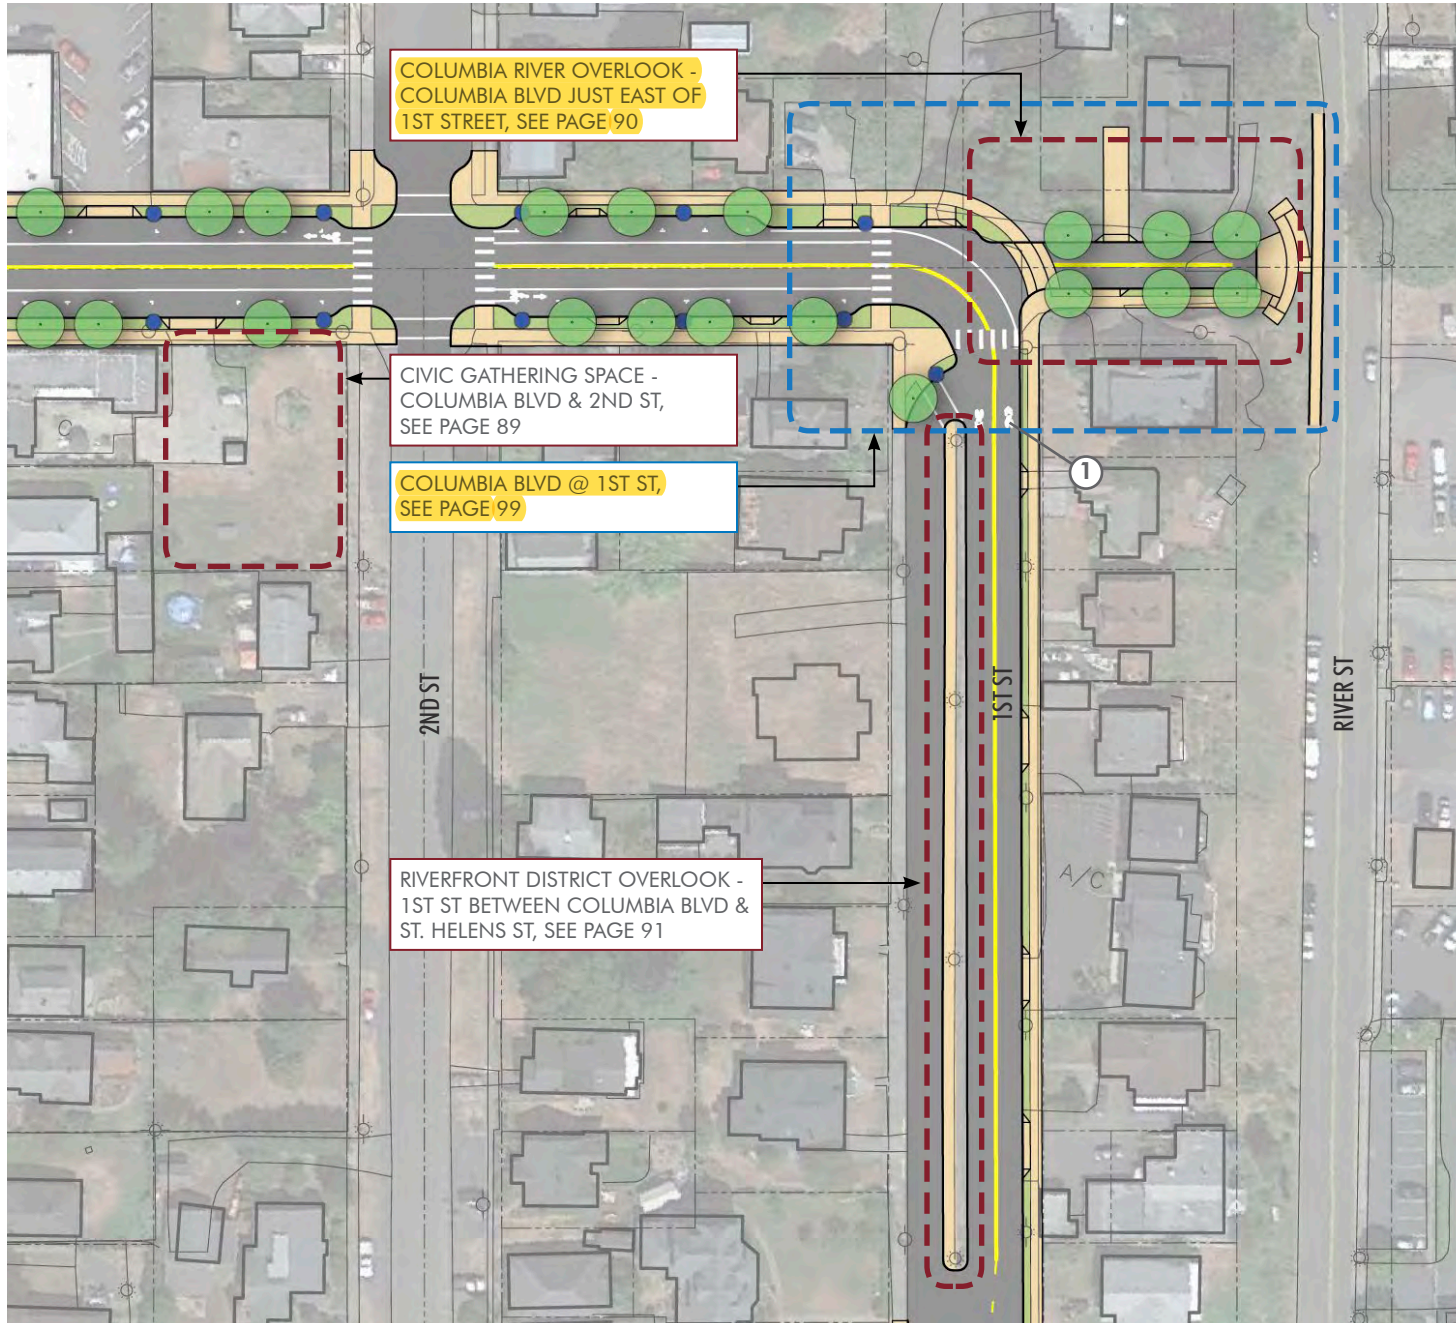 COLUMBIA RIVER OVERLOOK -
COLUMBIA BLVD JUST EAST OF
1ST STREET, SEE PAGE 90
CIVIC GATHERING SPACE -
COLUMBIA BLVD & 2ND ST,
SEE PAGE 89
COLUMBIA BLVD @ 1ST ST,
SEE PAGE 99
1
2ND ST
1ST ST
RIVER ST
RIVERFRONT DISTRICT OVERLOOK -
1ST ST BETWEEN COLUMBIA BLVD &
ST. HELENS ST, SEE PAGE 91
A/C